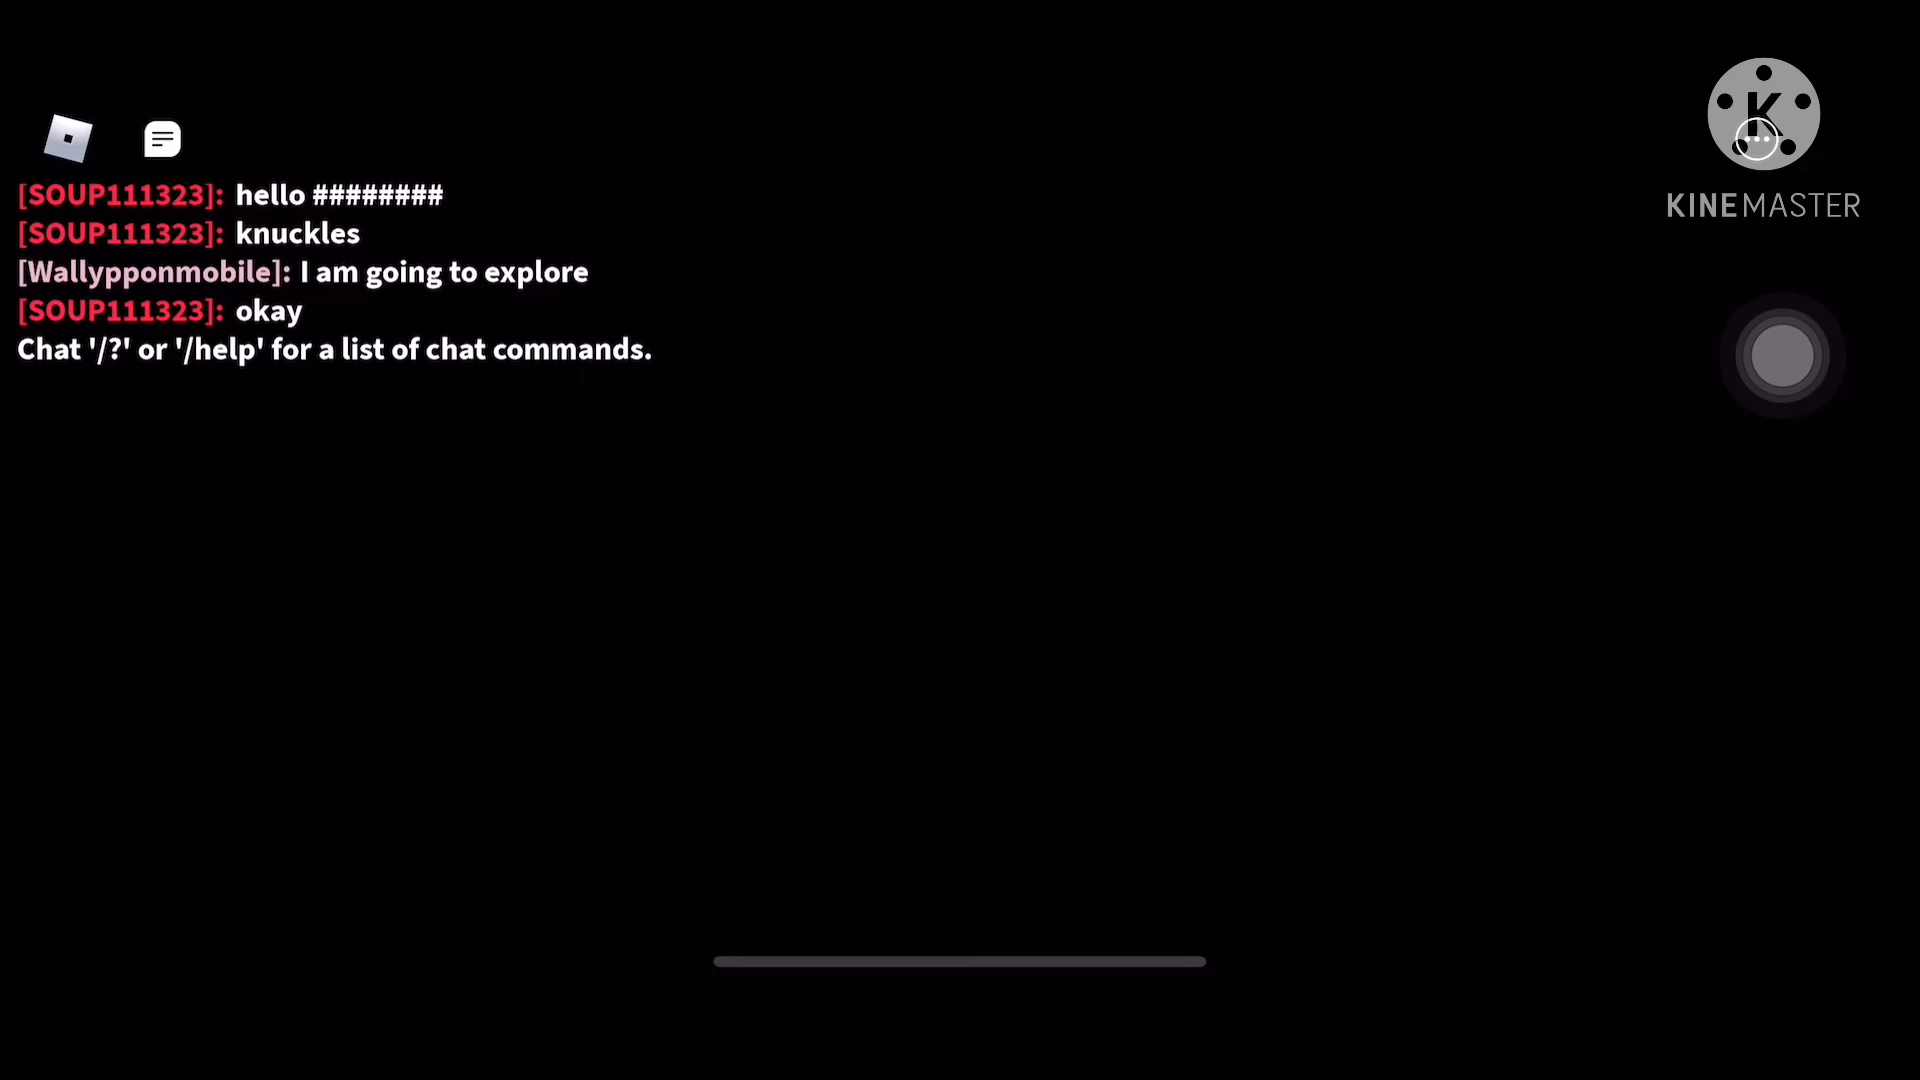 [SOUP111323]: hello ########
[SOUP111323]: knuckles
[Wallypponmobile]: I am going to explore
[SOUP111323]: okay
Chat '/?' or '/help' for a list of chat commands.
K
KINEMASTER